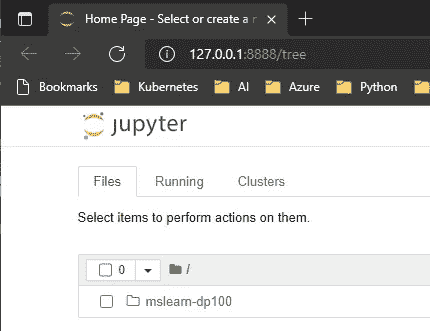 Home Page - Select or create a n
127.0.0.1:8888/tree
Bookmarks Kubernetes AI Azure Python
jupyter
Files Running Clusters
Select items to perform actions on them.
0 /
mslearn-dp100